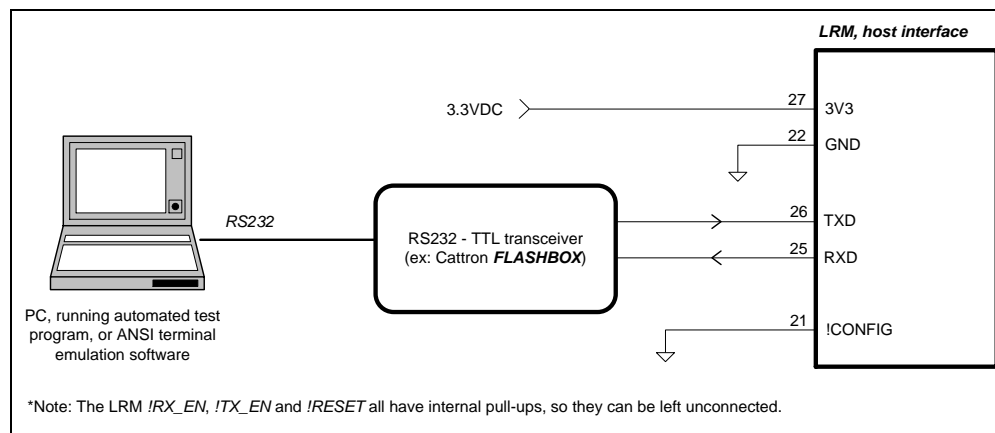 LRM, host interface
3.3VDC
27
3V3
22
GND
26
TXD
25
RXD
21
!CONFIG
RS232
RS232 - TTL transceiver
(ex: Cattron FLASHBOX)
PC, running automated test
program, or ANSI terminal
emulation software
*Note: The LRM !RX_EN, !TX_EN and !RESET all have internal pull-ups, so they can be left unconnected.